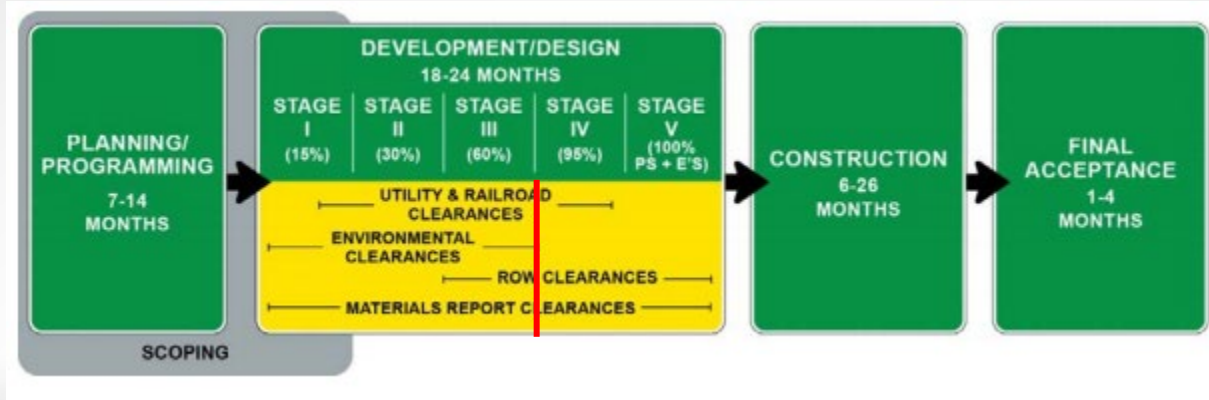 PLANNING/
PROGRAMMING
7-14
MONTHS
SCOPING
DEVELOPMENT/DESIGN
18-24 MONTHS
STAGE
I
(15%)
STAGE
II
(30%)
STAGE
III
(60%)
STAGE
IV
(95%)
STAGE
V
(100%
PS + E'S)
UTILITY & RAILROAD
CLEARANCES
ENVIRONMENTAL
CLEARANCES
ROW CLEARANCES
MATERIALS REPORT CLEARANCES
CONSTRUCTION
6-26
MONTHS
FINAL
ACCEPTANCE
1-4
MONTHS